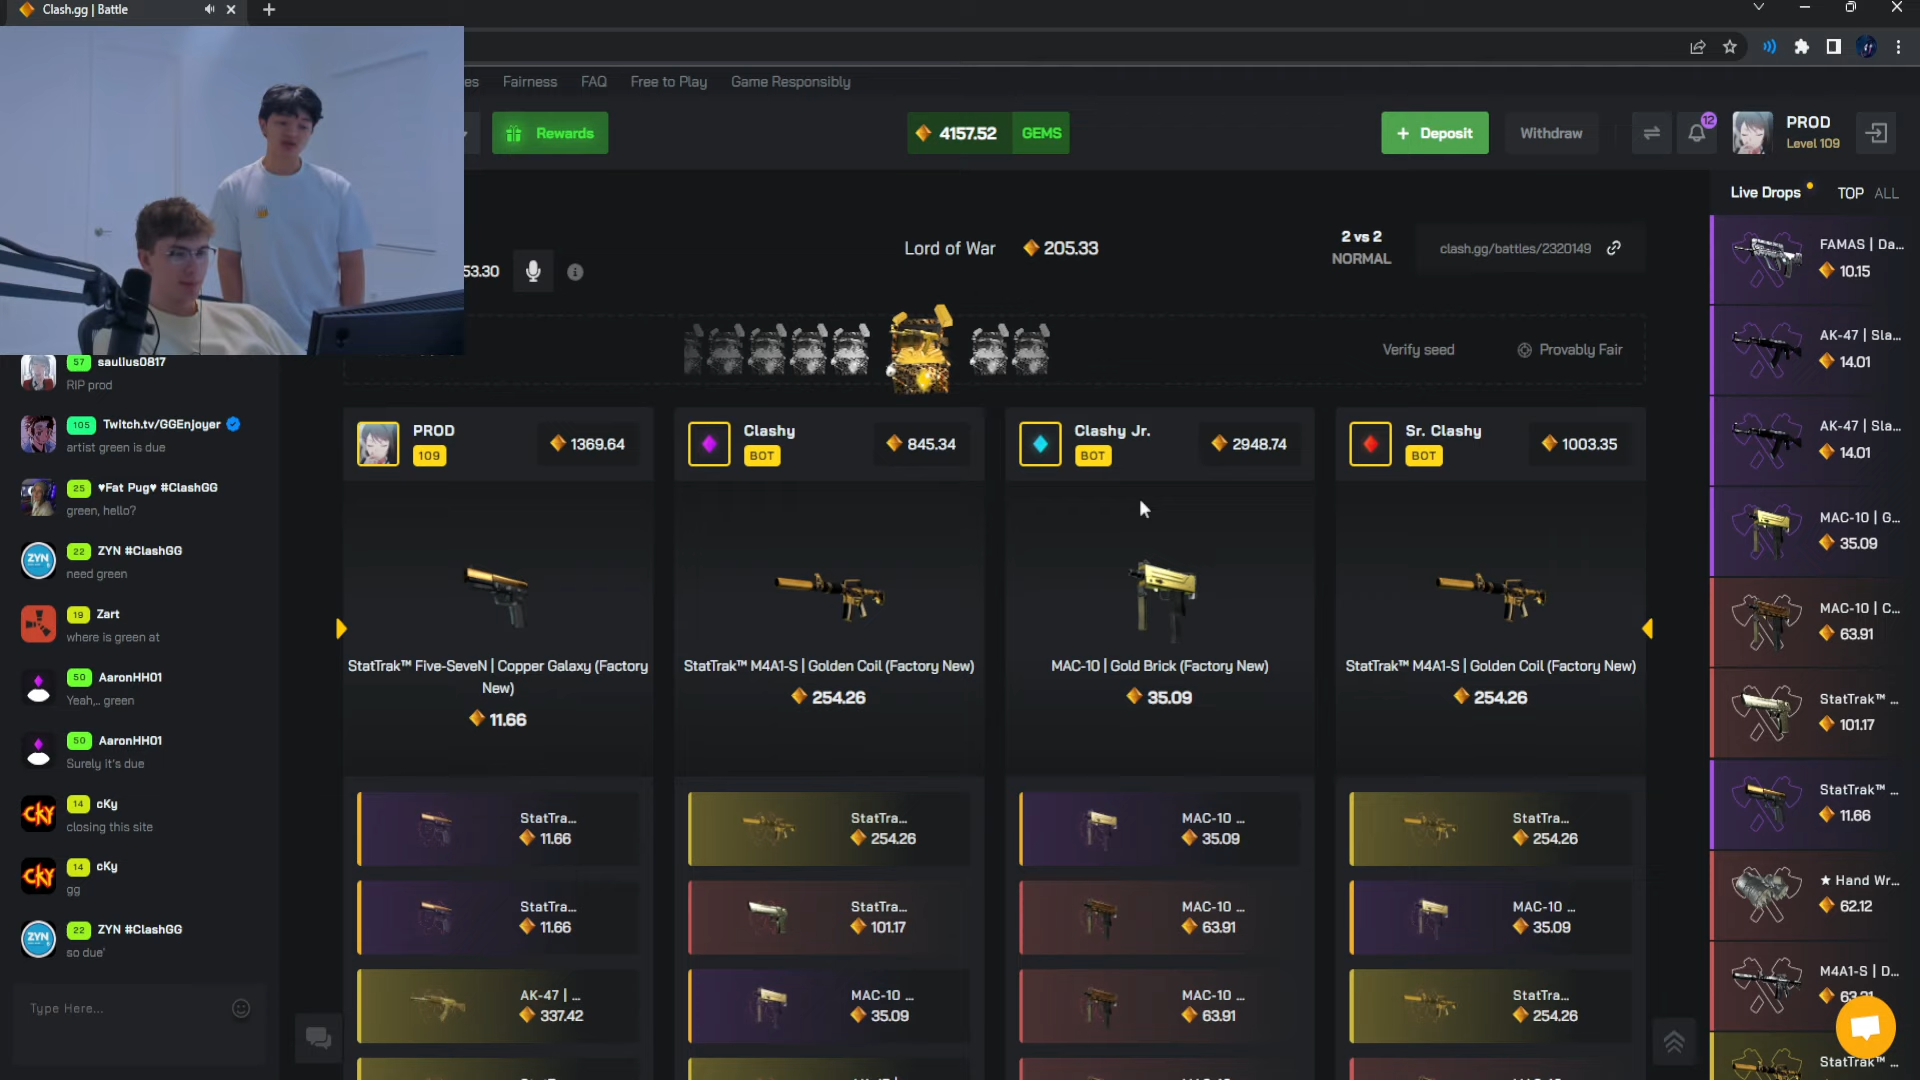 Clash.gg | Battle
es
Fairness
FAQ
Free to Play
Game Responsibly
Rewards
4157.52
GEMS
+ Deposit
Withdraw
12
PROD
Level 109
53.30
Lord of War
205.33
2 vs 2
NORMAL
clash.gg/battles/2320149
Verify seed
Provably Fair
Live Drops
TOP
ALL
FAMAS | Da...
10.15
AK-47 | Sla...
14.01
AK-47 | Sla...
14.01
MAC-10 | G...
35.09
MAC-10 | C...
63.91
StatTrak™ ...
101.17
StatTrak™ ...
11.66
★ Hand Wr...
62.12
M4A1-S | D...
StatTrak™ ...
57 saulius0817
RIP prod
105 Twitch.tv/GGEnjoyer
artist green is due
25 ♥Fat Pug♥ #ClashGG
green, hello?
ZYN
22 ZYN #ClashGG
need green
19 Zart
where is green at
50 AaronHH01
Yeah,.. green
50 AaronHH01
Surely it's due
cKy
14 cKy
closing this site
cKy
14 cKy
gg
ZYN
22 ZYN #ClashGG
so due'
Type Here...
PROD
109
1369.64
Clashy
BOT
845.34
Clashy Jr.
BOT
2948.74
Sr. Clashy
BOT
1003.35
StatTrak™ Five-SeveN | Copper Galaxy (Factory
New)
11.66
StatTrak™ M4A1-S | Golden Coil (Factory New)
254.26
MAC-10 | Gold Brick (Factory New)
35.09
StatTrak™ M4A1-S | Golden Coil (Factory New)
254.26
StatTra...
11.66
StatTra...
254.26
MAC-10 ...
35.09
StatTra...
254.26
StatTra...
11.66
StatTra...
101.17
MAC-10 ...
63.91
MAC-10 ...
35.09
AK-47 | ...
337.42
MAC-10 ...
35.09
MAC-10 ...
63.91
StatTra...
254.26